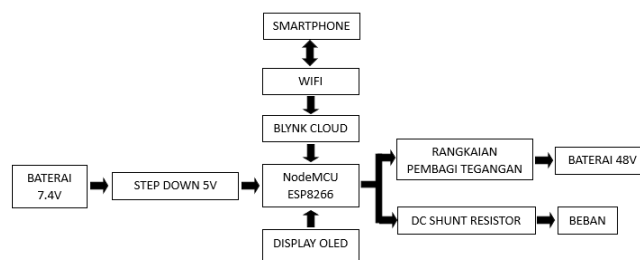 SMARTPHONE
WIFI
BLYNK CLOUD
BATERAI
7.4V
STEP DOWN 5V
NodeMCU
ESP8266
RANGKAIAN
PEMBAGI TEGANGAN
BATERAI 48V
DC SHUNT RESISTOR
BEBAN
DISPLAY OLED